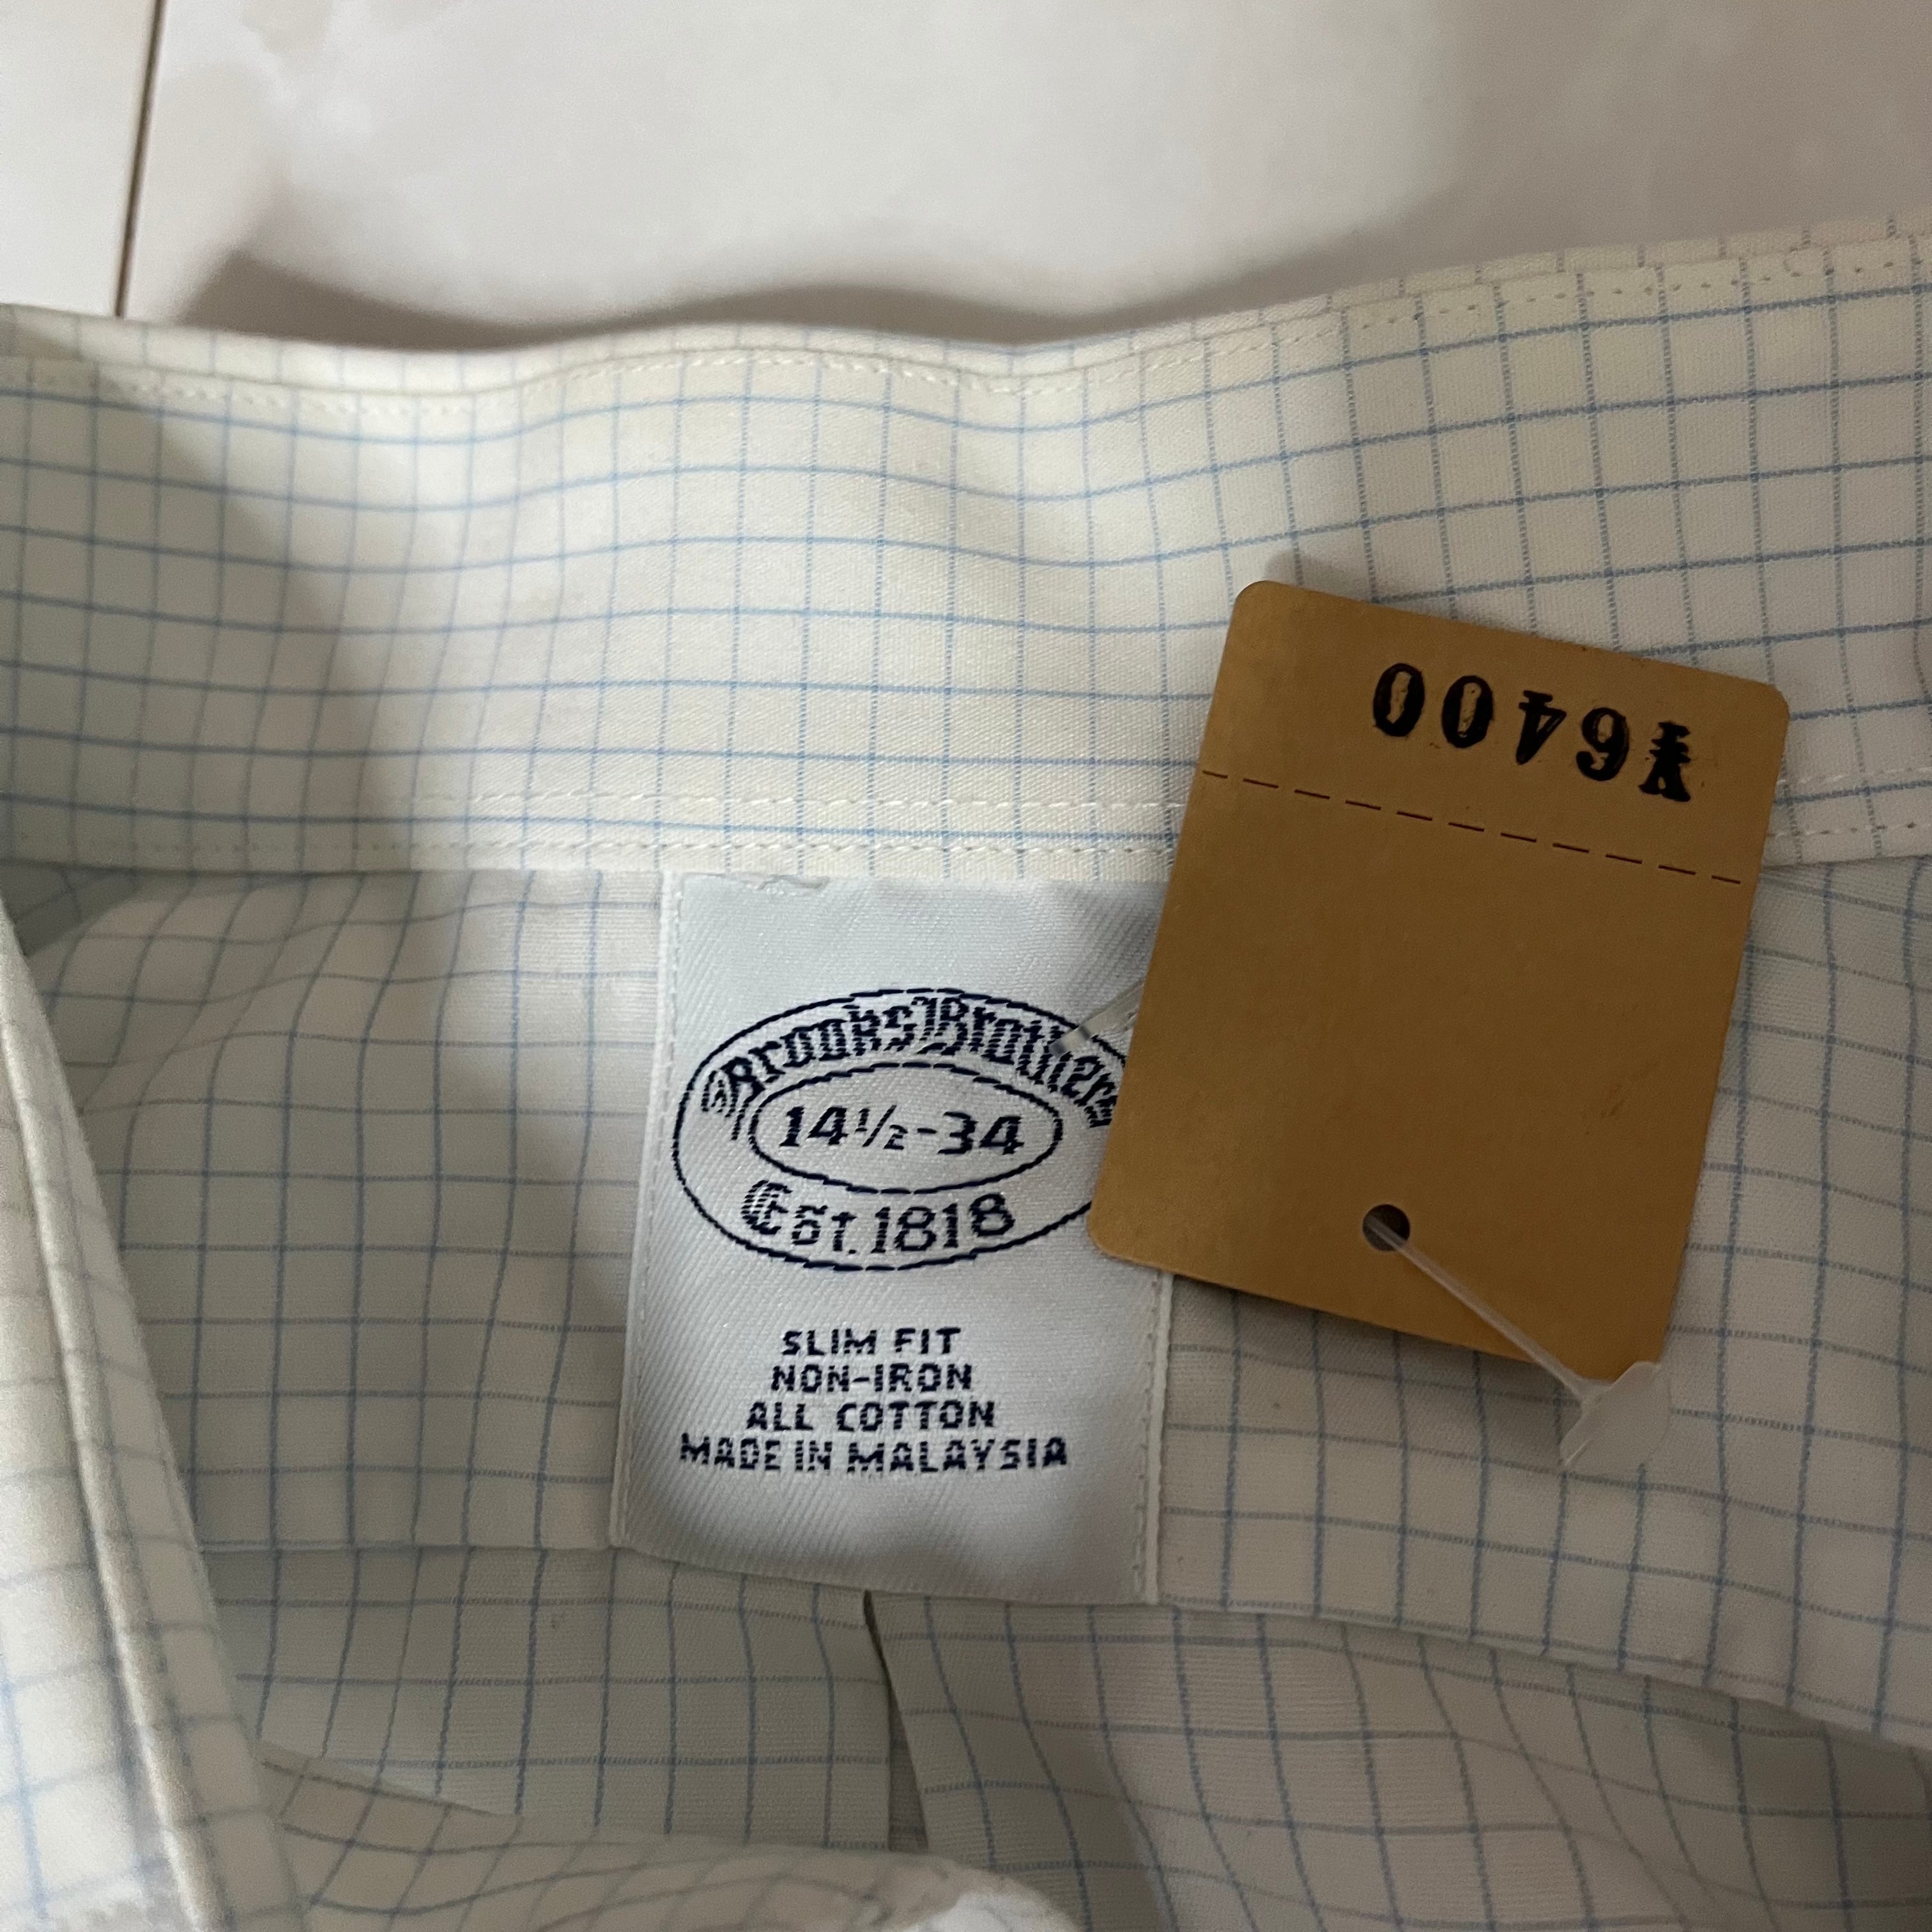 ¥6400
Brooks Brothers
14½-34
Est. 1818
SLIM FIT
NON-IRON
ALL COTTON
MADE IN MALAYSIA